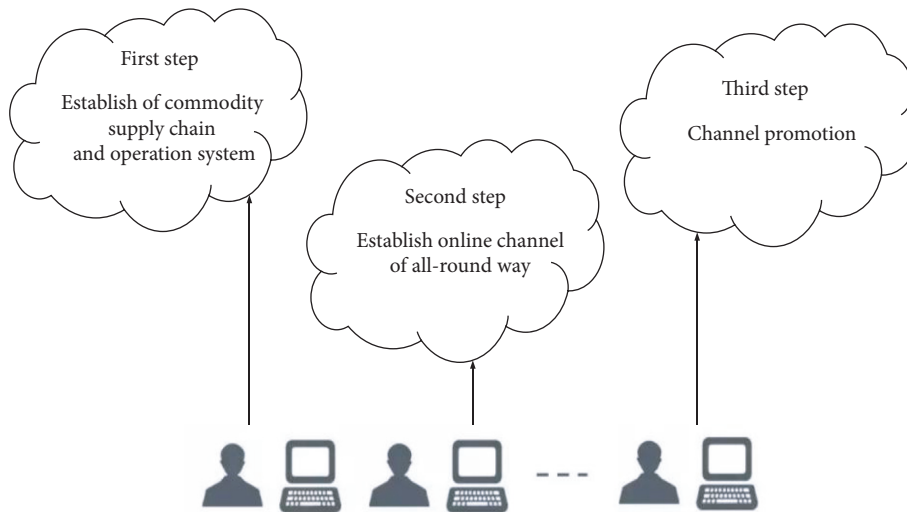 First step
Establish of commodity
supply chain
and operation system
Second step
Establish online channel
of all-round way
Third step
Channel promotion